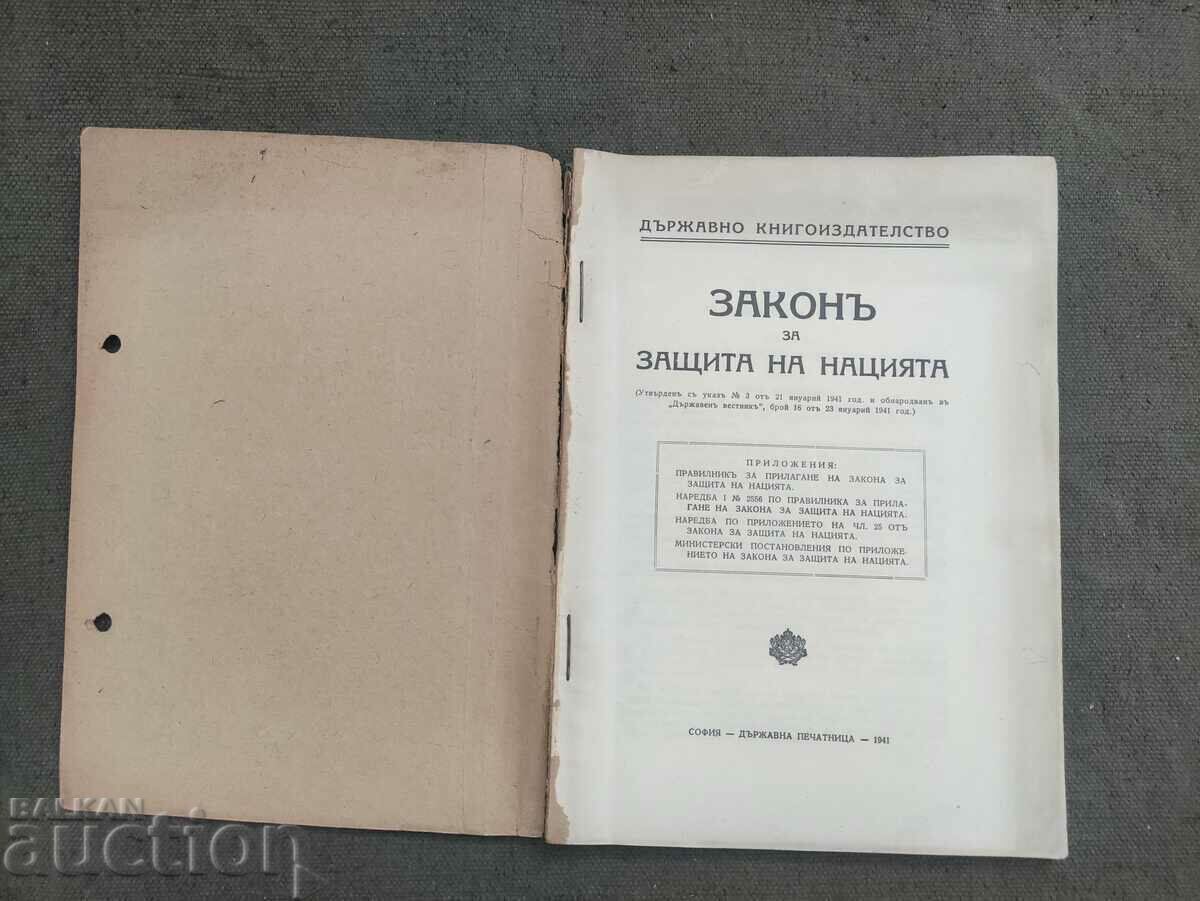 ДЪРЖАВНО КНИГОИЗДАТЕЛСТВО
ЗАКОНЪ
ЗА
ЗАЩИТА НА НАЦИЯТА
(Утвърденъ съ указъ № 3 отъ 21 януарий 1941 год. и обнародванъ въ
„Държавенъ вестникъ", брой 16 отъ 23 януарий 1941 год.)
ПРИЛОЖЕНИЯ:
ПРАВИЛНИКЪ ЗА ПРИЛАГАНЕ НА ЗАКОНА ЗА
ЗАЩИТА НА НАЦИЯТА.
НАРЕДБА I № 2556 ПО ПРАВИЛНИКА ЗА ПРИЛА-
ГАНЕ НА ЗАКОНА ЗА ЗАЩИТА НА НАЦИЯТА.
НАРЕДБА ПО ПРИЛОЖЕНИЕТО НА ЧЛ. 25 ОТЪ
ЗАКОНА ЗА ЗАЩИТА НА НАЦИЯТА.
МИНИСТЕРСКИ ПОСТАНОВЛЕНИЯ ПО ПРИЛОЖЕ-
НИЕТО НА ЗАКОНА ЗА ЗАЩИТА НА НАЦИЯТА.
СОФИЯ — ДЪРЖАВНА ПЕЧАТНИЦА — 1941
BALKAN
auction